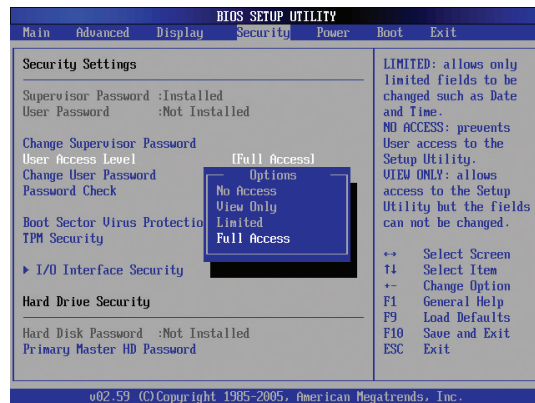 BIOS SETUP UTILITY
Main Advanced Display Security Power Boot Exit
Security Settings
Supervisor Password :Installed
User Password :Not Installed
Change Supervisor Password
User Access Level [Full Access]
Change User Password
Password Check
Boot Sector Virus Protectio
TPM Security
I/O Interface Security
Hard Drive Security
Hard Disk Password :Not Installed
Primary Master HD Password
Options
No Access
View Only
Limited
Full Access
LIMITED: allows only
limited fields to be
changed such as Date
and Time.
NO ACCESS: prevents
User access to the
Setup Utility.
VIEW ONLY: allows
access to the Setup
Utility but the fields
can not be changed.
↔ Select Screen
↑↓ Select Item
+- Change Option
F1 General Help
F9 Load Defaults
F10 Save and Exit
ESC Exit
v02.59 (C)Copyright 1985-2005, American Megatrends, Inc.